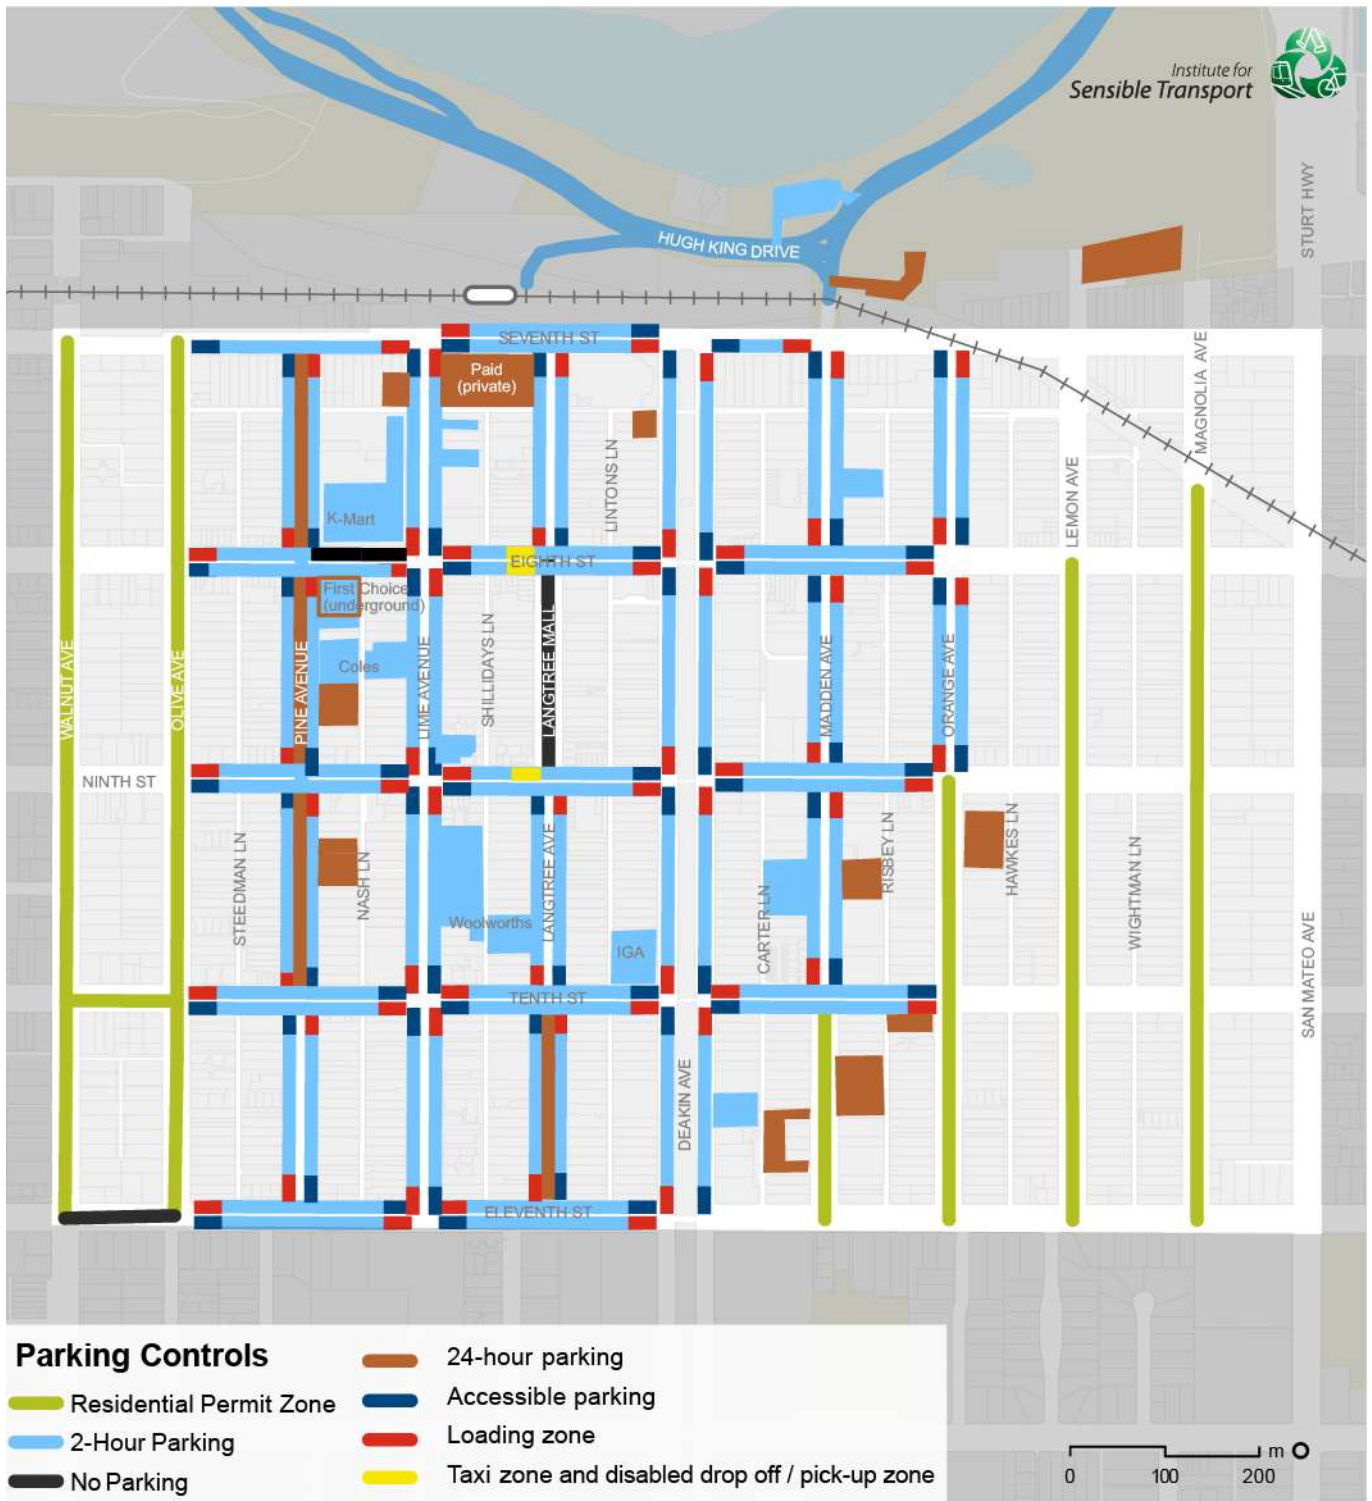 Institute for
Sensible Transport
STURT HWY
HUGH KING DRIVE
SEVENTH ST
Paid
(private)
MAGNOLIA AVE
LINTONS LN
LEMON AVE
K-Mart
EIGHTH ST
First Choice
(underground)
WALNUT AVE
OLIVE AVE
PINE AVENUE
Coles
LIME AVENUE
SHILLIDAYS LN
LANGTREE MALL
MADDEN AVE
ORANGE AVE
NINTH ST
STEEDMAN LN
NASH LN
LANGTREE AVE
Woolworths
IGA
CARTER LN
RISBEY LN
HAWKES LN
WIGHTMAN LN
SAN MATEO AVE
TENTH ST
DEAKIN AVE
ELEVENTH ST
Parking Controls
Residential Permit Zone
2-Hour Parking
No Parking
24-hour parking
Accessible parking
Loading zone
Taxi zone and disabled drop off / pick-up zone
m
0 100 200